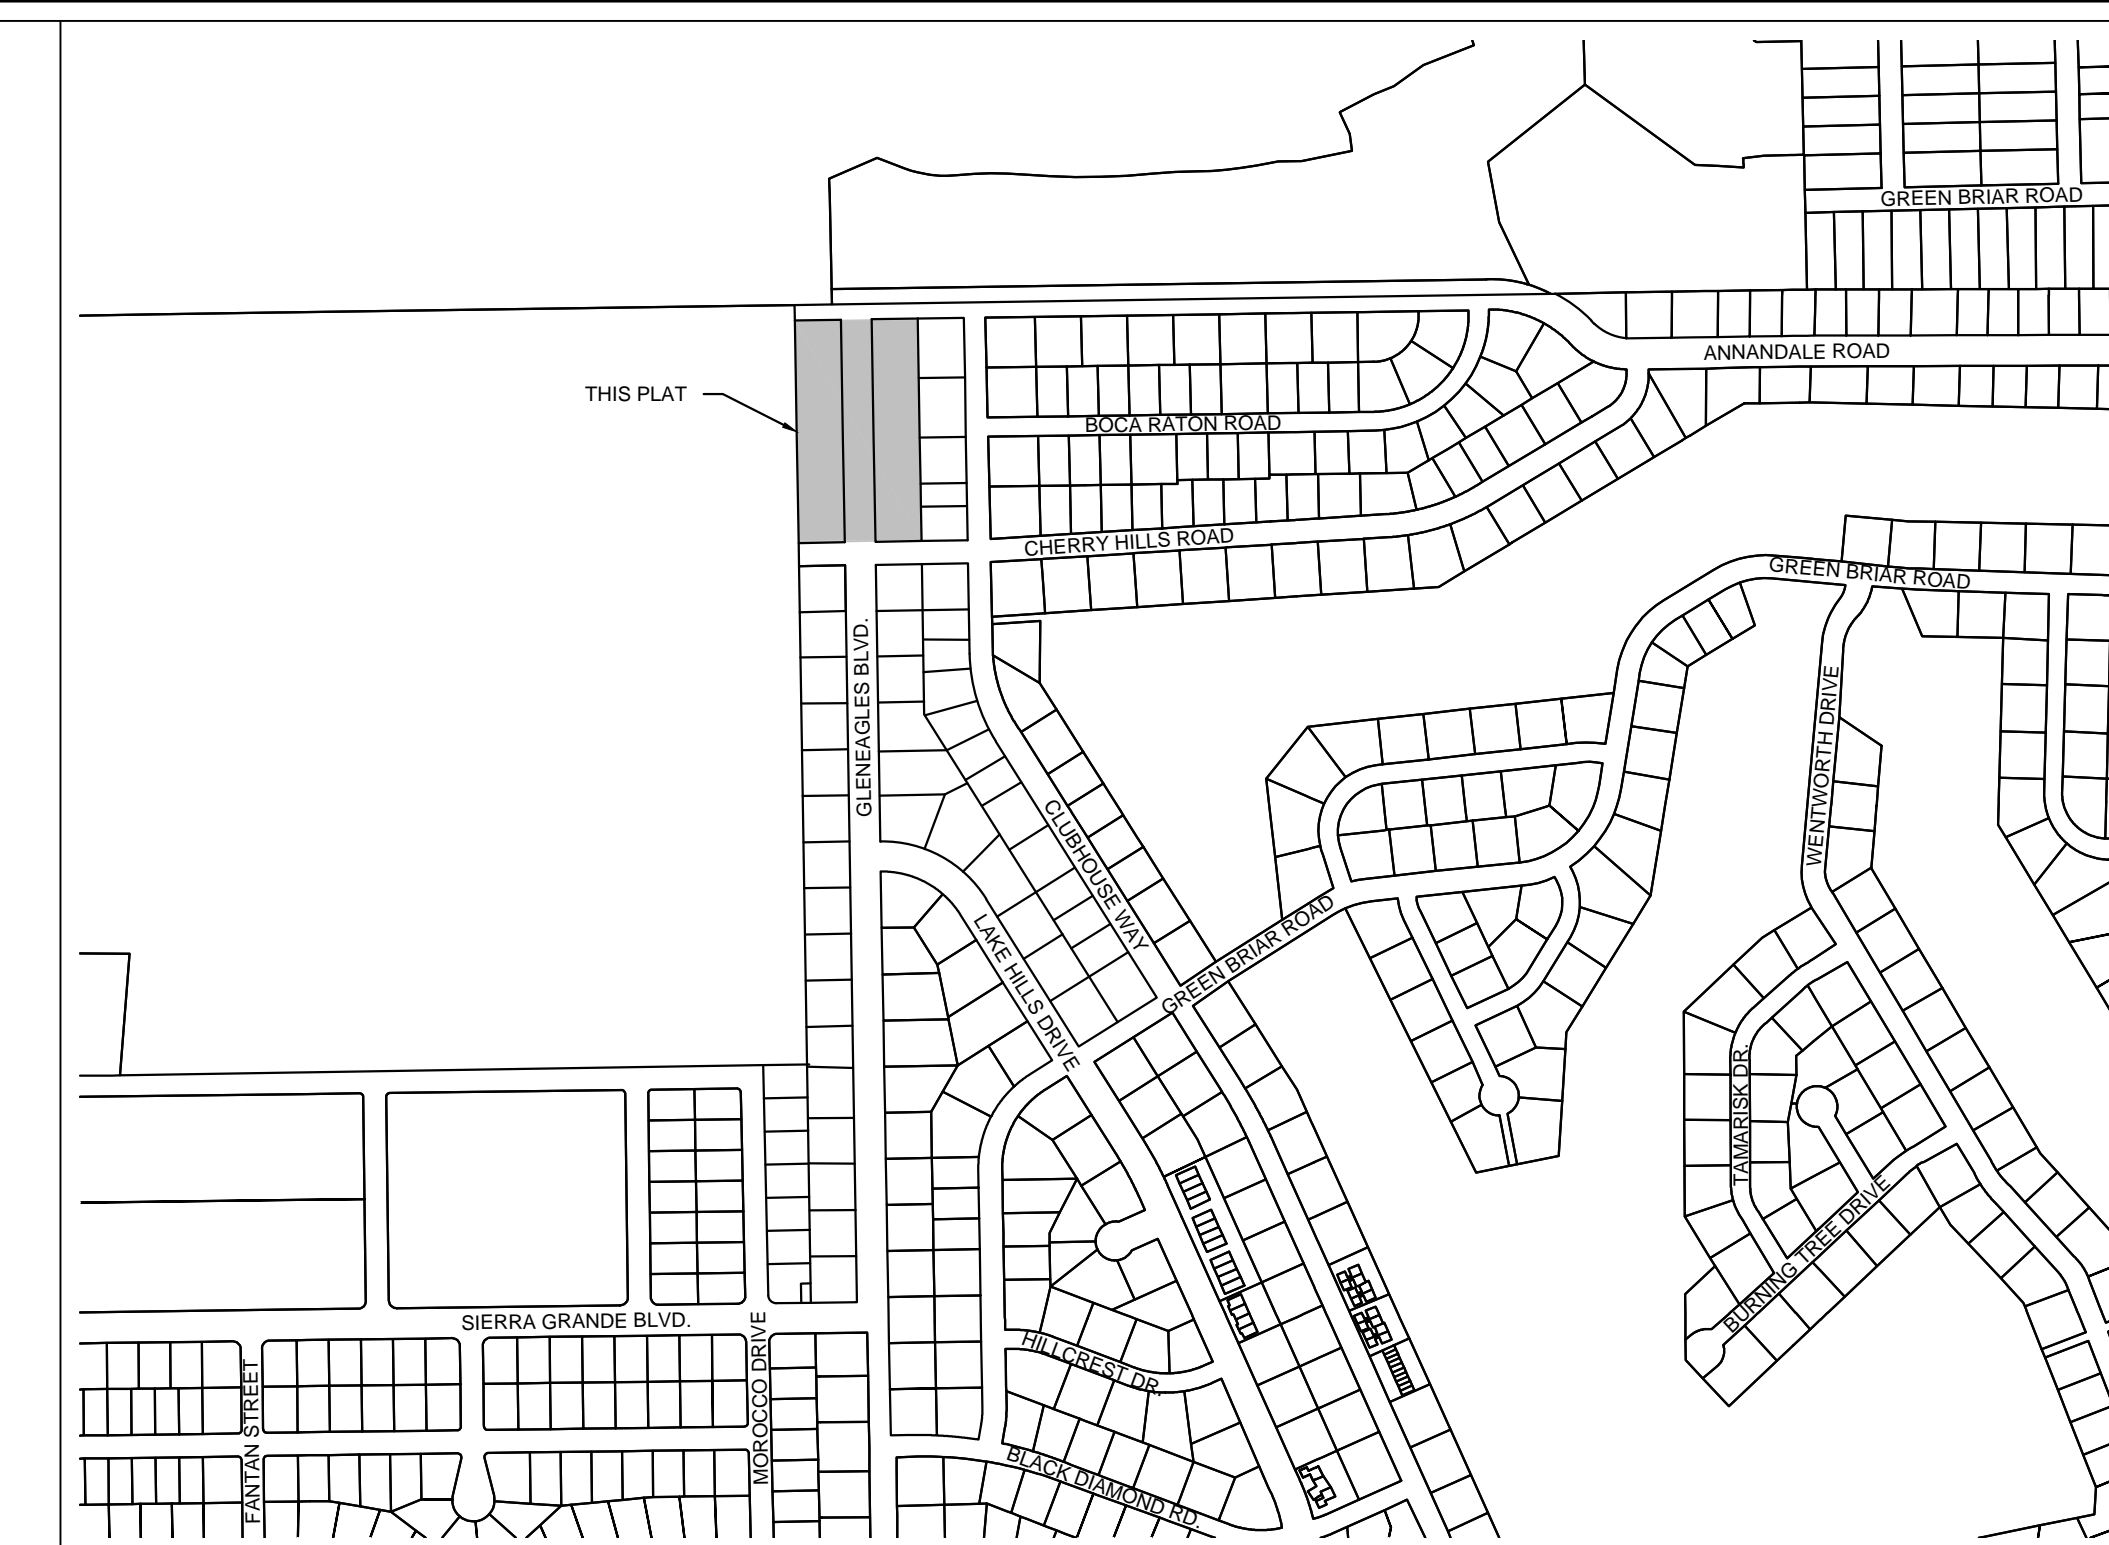 GREEN BRIAR ROAD
ANNANDALE ROAD
THIS PLAT
BOCA RATON ROAD
CHERRY HILLS ROAD
GREEN BRIAR ROAD
GLENEAGLES BLVD.
WENTWORTH DRIVE
CLUBHOUSE WAY
LAKE HILLS DRIVE
GREEN BRIAR ROAD
TAMARISK DR.
BURNING TREE DRIVE
SIERRA GRANDE BLVD.
MOROCCO DRIVE
HILLCREST DR.
FANTAN STREET
BLACK DIAMOND RD.